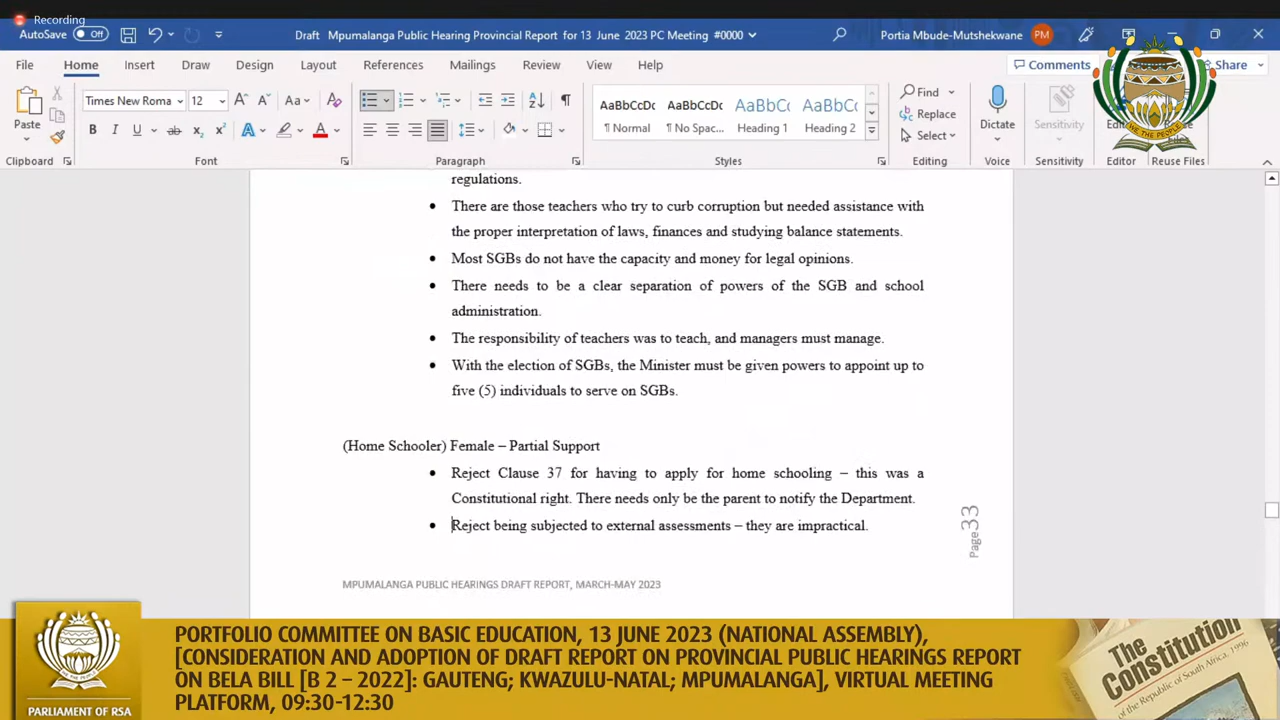 Recording
AutoSave Off
Draft Mpumalanga Public Hearing Provincial Report for 13 June 2023 PC Meeting #0000
Portia Mbude-Mutshekwane PM
File Home Insert Draw Design Layout References Mailings Review View Help
Comments Share
Paste
Times New Roma 12
AaBbCcDc AaBbCcDc AaBbCc AaBbCc
¶ Normal ¶ No Spac... Heading 1 Heading 2
Find
Replace
Select
Dictate
Sensitivity
Clipboard Font Paragraph Styles Editing Voice Sensitivity Editor Reuse Files
WE THE PEOPLE
regulations.
• There are those teachers who try to curb corruption but needed assistance with
the proper interpretation of laws, finances and studying balance statements.
• Most SGBs do not have the capacity and money for legal opinions.
• There needs to be a clear separation of powers of the SGB and school
administration.
• The responsibility of teachers was to teach, and managers must manage.
• With the election of SGBs, the Minister must be given powers to appoint up to
five (5) individuals to serve on SGBs.
(Home Schooler) Female – Partial Support
• Reject Clause 37 for having to apply for home schooling – this was a
Constitutional right. There needs only be the parent to notify the Department.
• Reject being subjected to external assessments – they are impractical.
Page 33
MPUMALANGA PUBLIC HEARINGS DRAFT REPORT, MARCH-MAY 2023
PORTFOLIO COMMITTEE ON BASIC EDUCATION, 13 JUNE 2023 (NATIONAL ASSEMBLY),
[CONSIDERATION AND ADOPTION OF DRAFT REPORT ON PROVINCIAL PUBLIC HEARINGS REPORT
ON BELA BILL [B 2 – 2022]: GAUTENG; KWAZULU-NATAL; MPUMALANGA], VIRTUAL MEETING
PLATFORM, 09:30-12:30
PARLIAMENT OF RSA
The
Constitution
of the Republic of South Africa, 1996